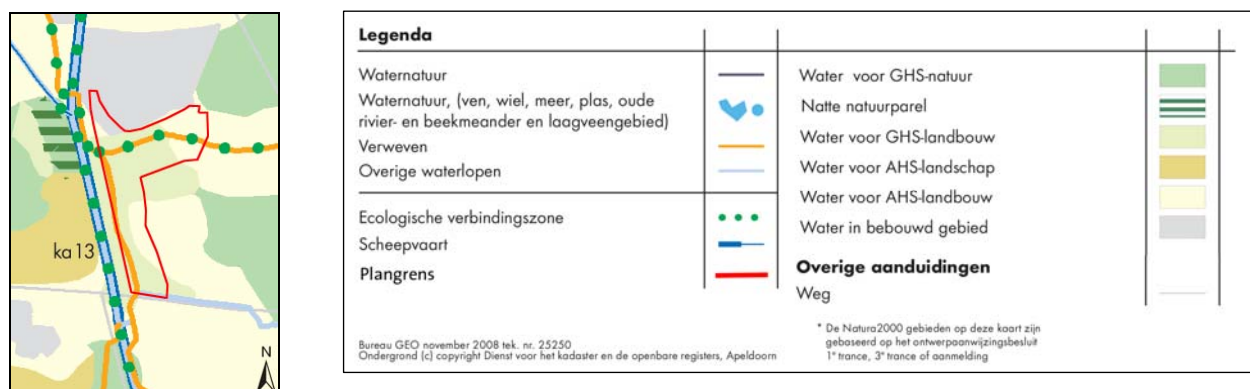 ka 13
N
Legenda
Waternatuur
Waternatuur, (ven, wiel, meer, plas, oude
rivier- en beekmeander en laagveengebied)
Verweven
Overige waterlopen
Ecologische verbindingszone
Scheepvaart
Plangrens
Bureau GEO november 2008 tek. nr. 25250
Ondergrond (c) copyright Dienst voor het kadaster en de openbare registers, Apeldoorn
Water voor GHS-natuur
Natte natuurparel
Water voor GHS-landbouw
Water voor AHS-landschap
Water voor AHS-landbouw
Water in bebouwd gebied
Overige aanduidingen
Weg
* De Natura2000 gebieden op deze kaart zijn
gebaseerd op het ontwerpaanwijzingsbesluit
1ᵉ trance, 3ᵉ trance of aanmelding